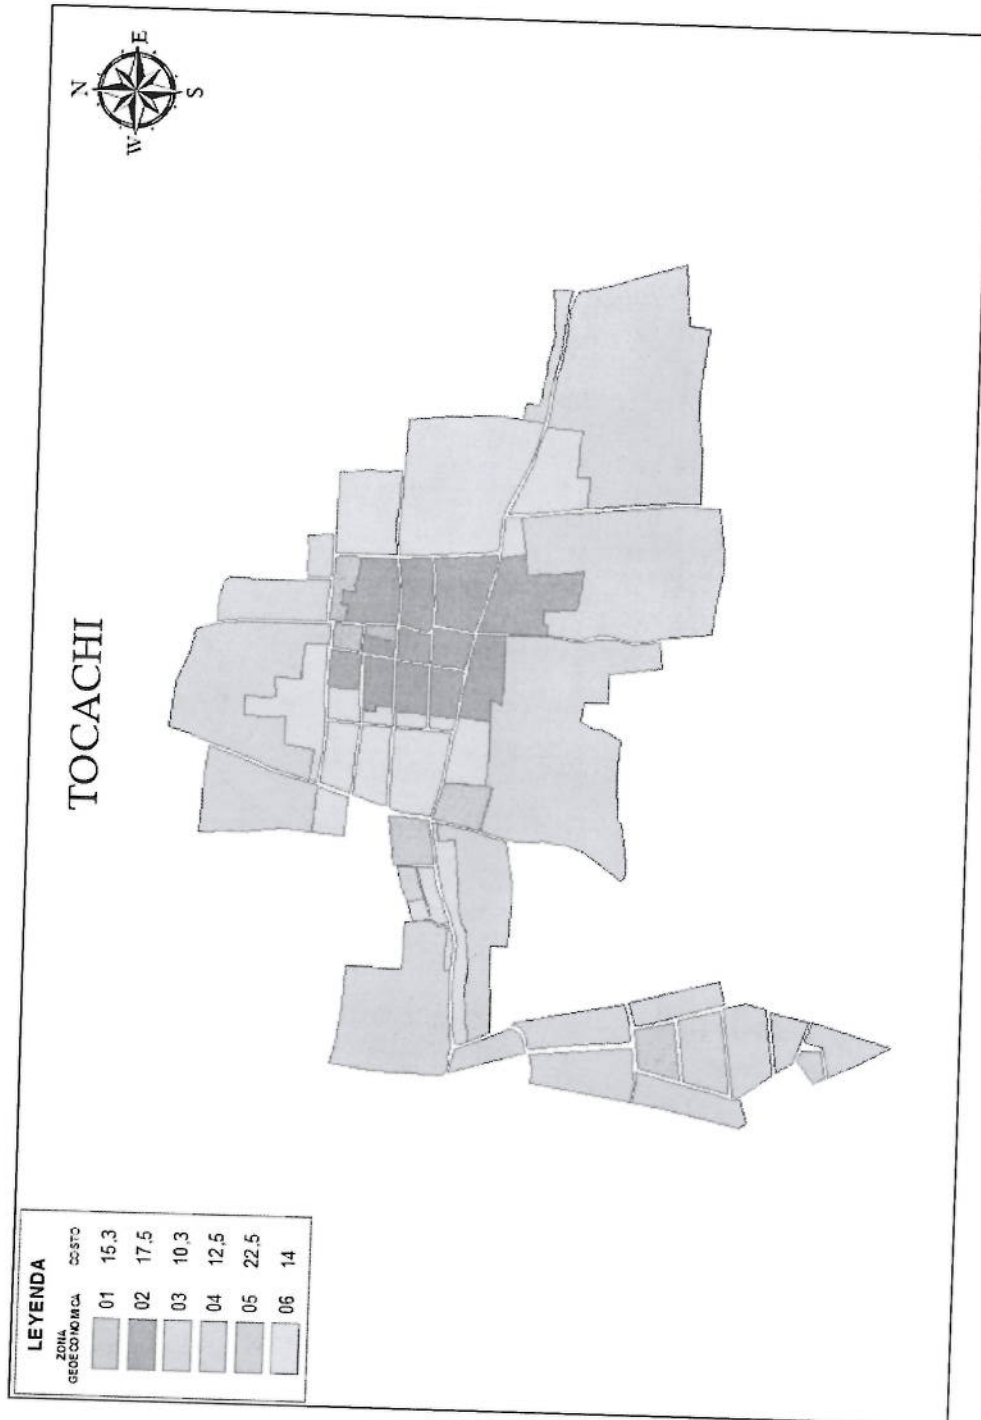 TOCACHI
N
E
W
S
LEYENDA
ZONA
GEOECONOMICA COSTO
01 15,3
02 17,5
03 10,3
04 12,5
05 22,5
06 14